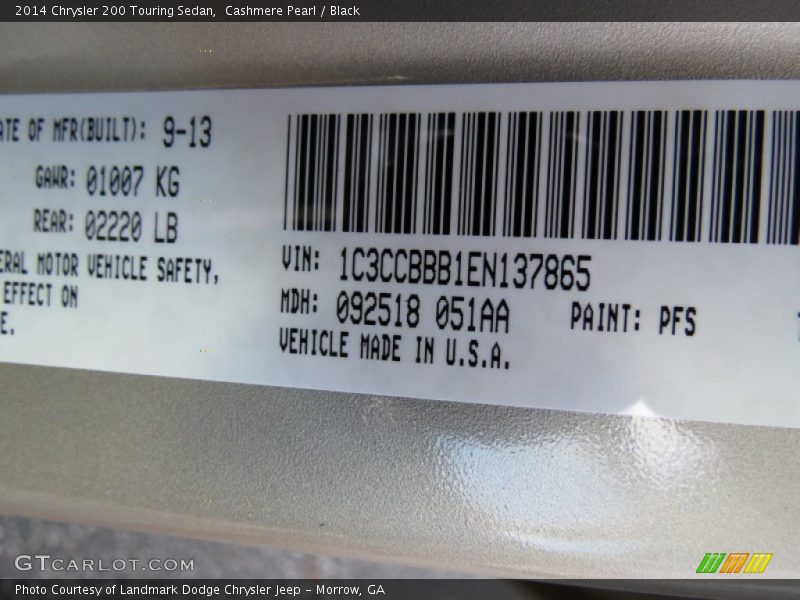 2014 Chrysler 200 Touring Sedan,  Cashmere Pearl / Black
ATE OF MFR(BUILT): 9-13
GAWR: 01007 KG
REAR: 02220 LB
ERAL MOTOR VEHICLE SAFETY,
EFFECT ON
E.
VIN: 1C3CCBBB1EN137865
MDH: 092518 051AA PAINT: PFS
VEHICLE MADE IN U.S.A.
GTCARLOT.COM
Photo Courtesy of Landmark Dodge Chrysler Jeep – Morrow, GA